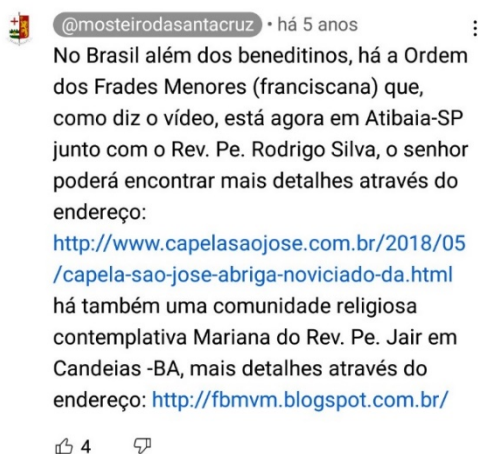 @mosteirodasantacruz • há 5 anos
No Brasil além dos beneditinos, há a Ordem
dos Frades Menores (franciscana) que,
como diz o vídeo, está agora em Atibaia-SP
junto com o Rev. Pe. Rodrigo Silva, o senhor
poderá encontrar mais detalhes através do
endereço:
http://www.capelasaojose.com.br/2018/05
/capela-sao-jose-abriga-noviciado-da.html
há também uma comunidade religiosa
contemplativa Mariana do Rev. Pe. Jair em
Candeias -BA, mais detalhes através do
endereço: http://fbmvm.blogspot.com.br/
4